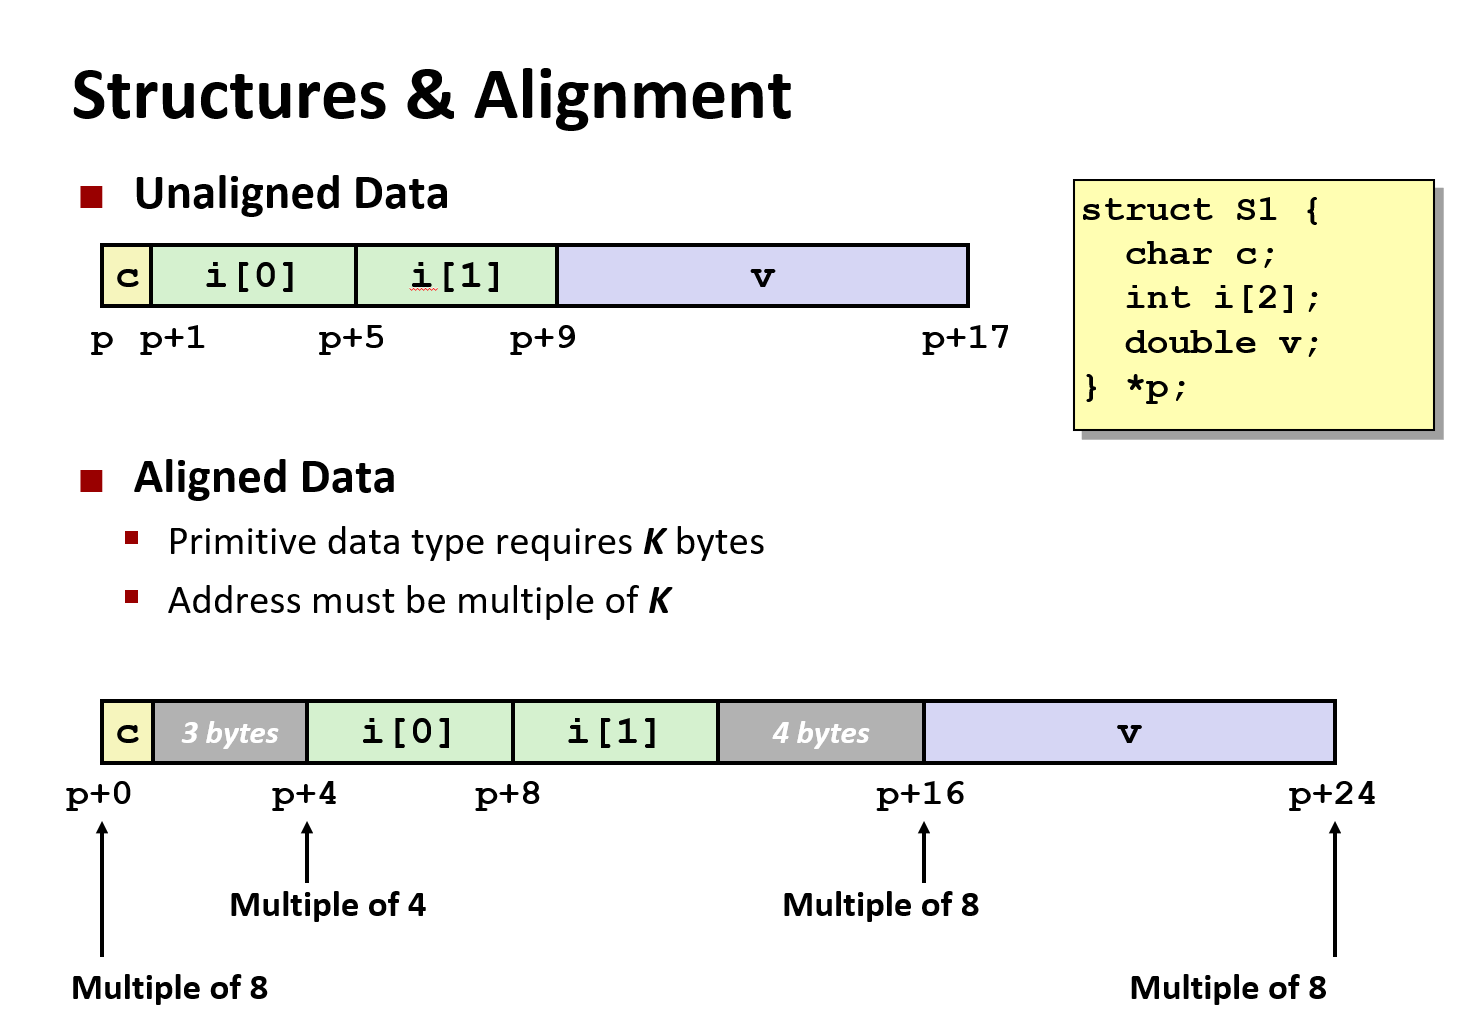 Structures & Alignment
Unaligned Data
c i[0] i[1] v
p p+1 p+5 p+9 p+17
struct S1 {
  char c;
  int i[2];
  double v;
} *p;
Aligned Data
Primitive data type requires K bytes
Address must be multiple of K
c 3 bytes i[0] i[1] 4 bytes v
p+0 p+4 p+8 p+16 p+24
Multiple of 4 Multiple of 8
Multiple of 8 Multiple of 8